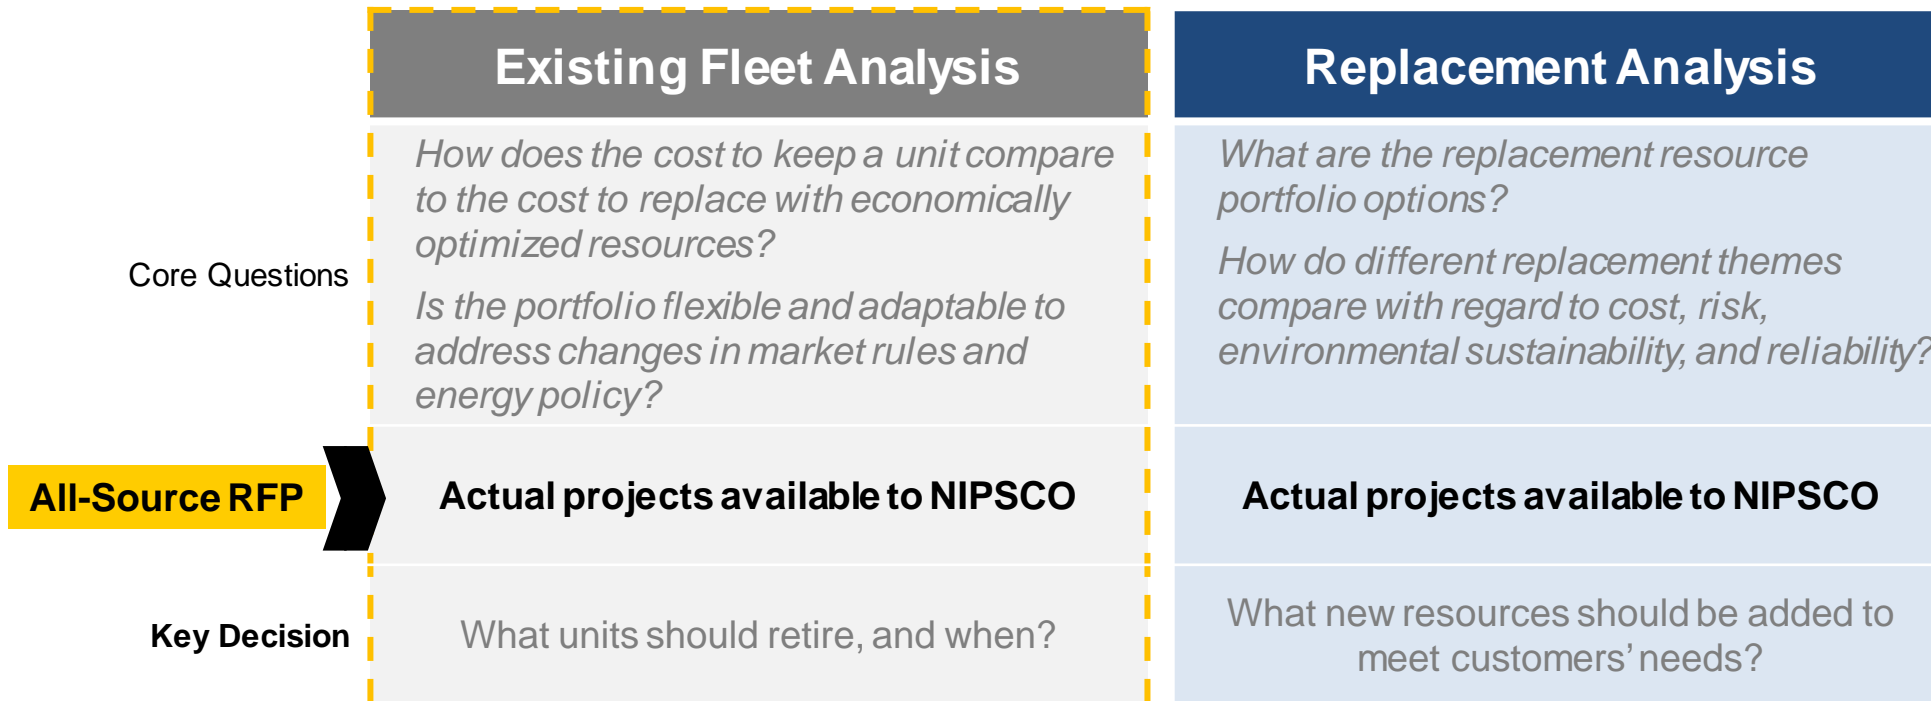 Existing Fleet Analysis
Replacement Analysis
Core Questions
How does the cost to keep a unit compare
to the cost to replace with economically
optimized resources?
Is the portfolio flexible and adaptable to
address changes in market rules and
energy policy?
What are the replacement resource
portfolio options?
How do different replacement themes
compare with regard to cost, risk,
environmental sustainability, and reliability?
All-Source RFP
Actual projects available to NIPSCO
Actual projects available to NIPSCO
Key Decision
What units should retire, and when?
What new resources should be added to
meet customers’ needs?